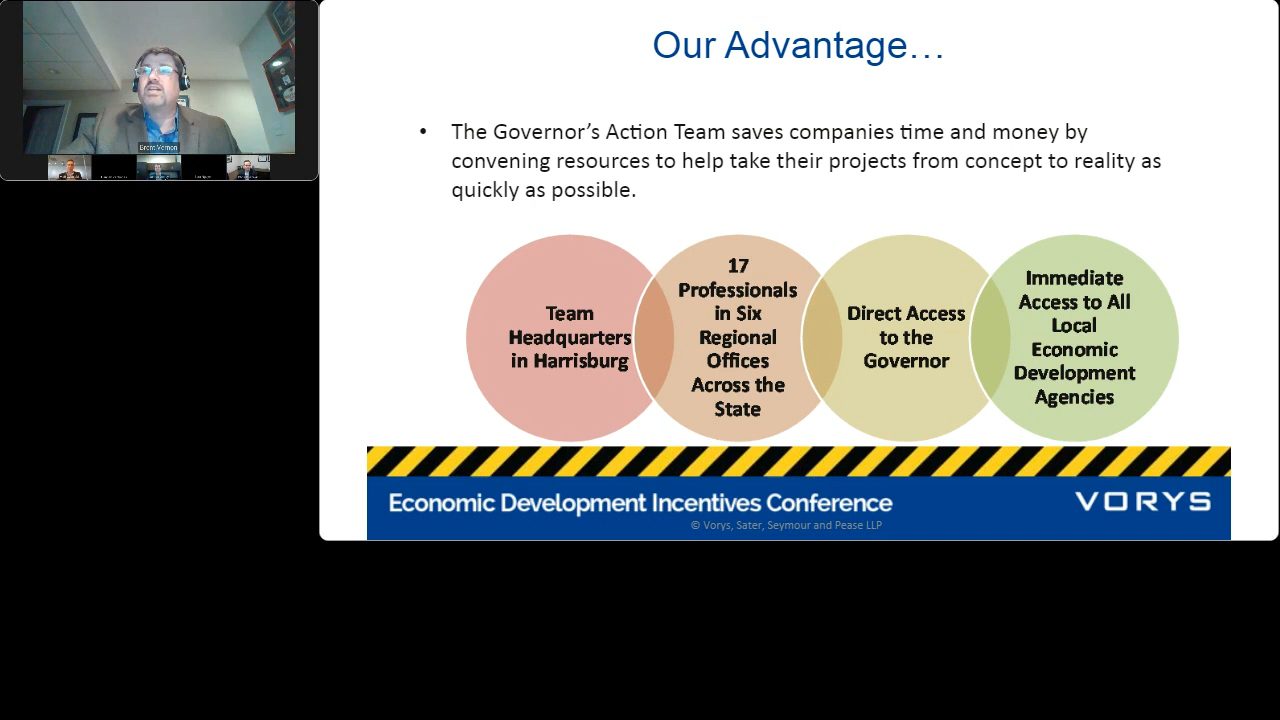 Our Advantage…
• The Governor's Action Team saves companies time and money by
convening resources to help take their projects from concept to reality as
quickly as possible.
Team
Headquarters
in Harrisburg
17
Professionals
in Six
Regional
Offices
Across the
State
Direct Access
to the
Governor
Immediate
Access to All
Local
Economic
Development
Agencies
Economic Development Incentives Conference
VORYS
© Vorys, Sater, Seymour and Pease LLP
Brent Vernon